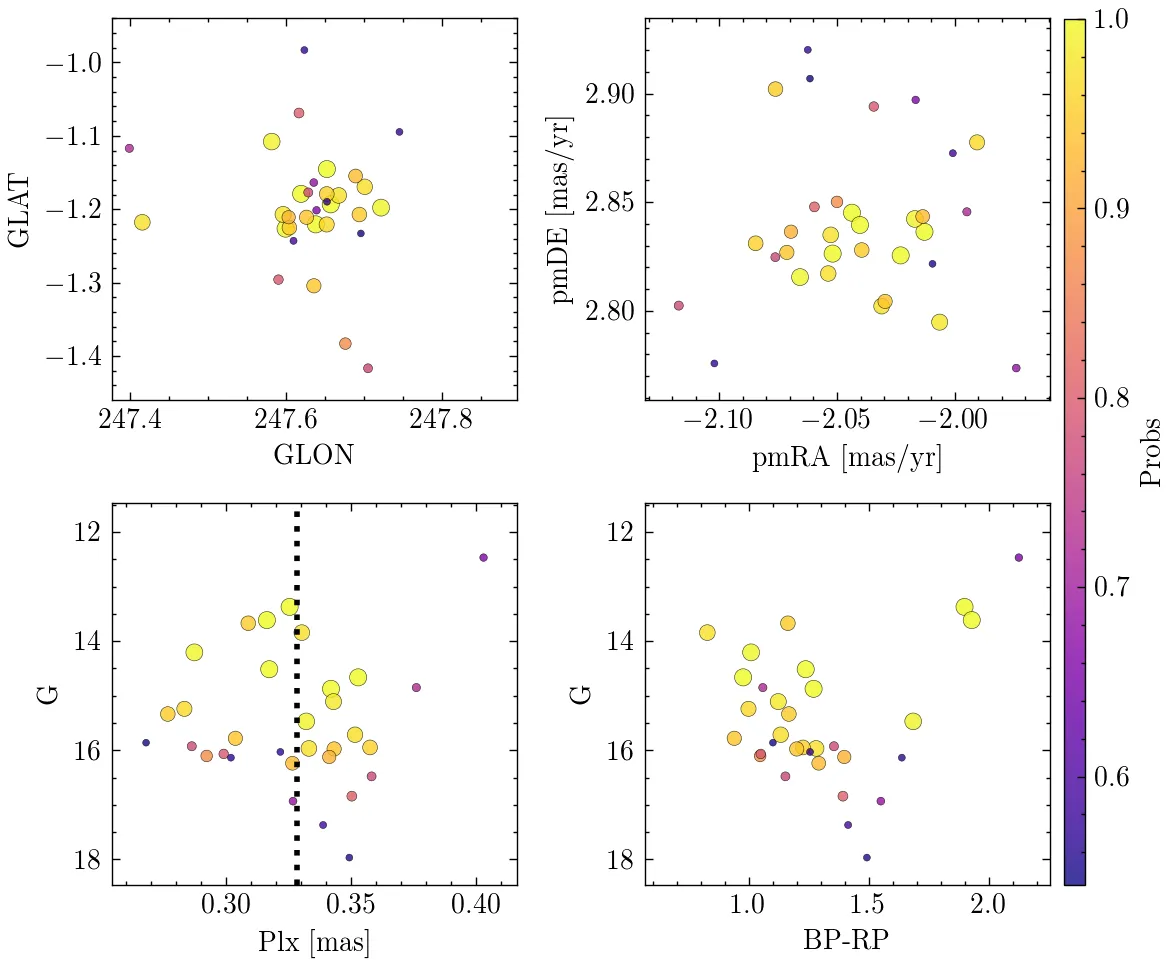 −1.0
−1.1
−1.2
−1.3
−1.4
GLAT
247.4 247.6 247.8
GLON
2.90
2.85
2.80
pmDE [mas/yr]
−2.10 −2.05 −2.00
pmRA [mas/yr]
1.0
0.9
0.8
0.7
0.6
Probs
12
14
16
18
G
0.30 0.35 0.40
Plx [mas]
12
14
16
18
G
1.0 1.5 2.0
BP-RP